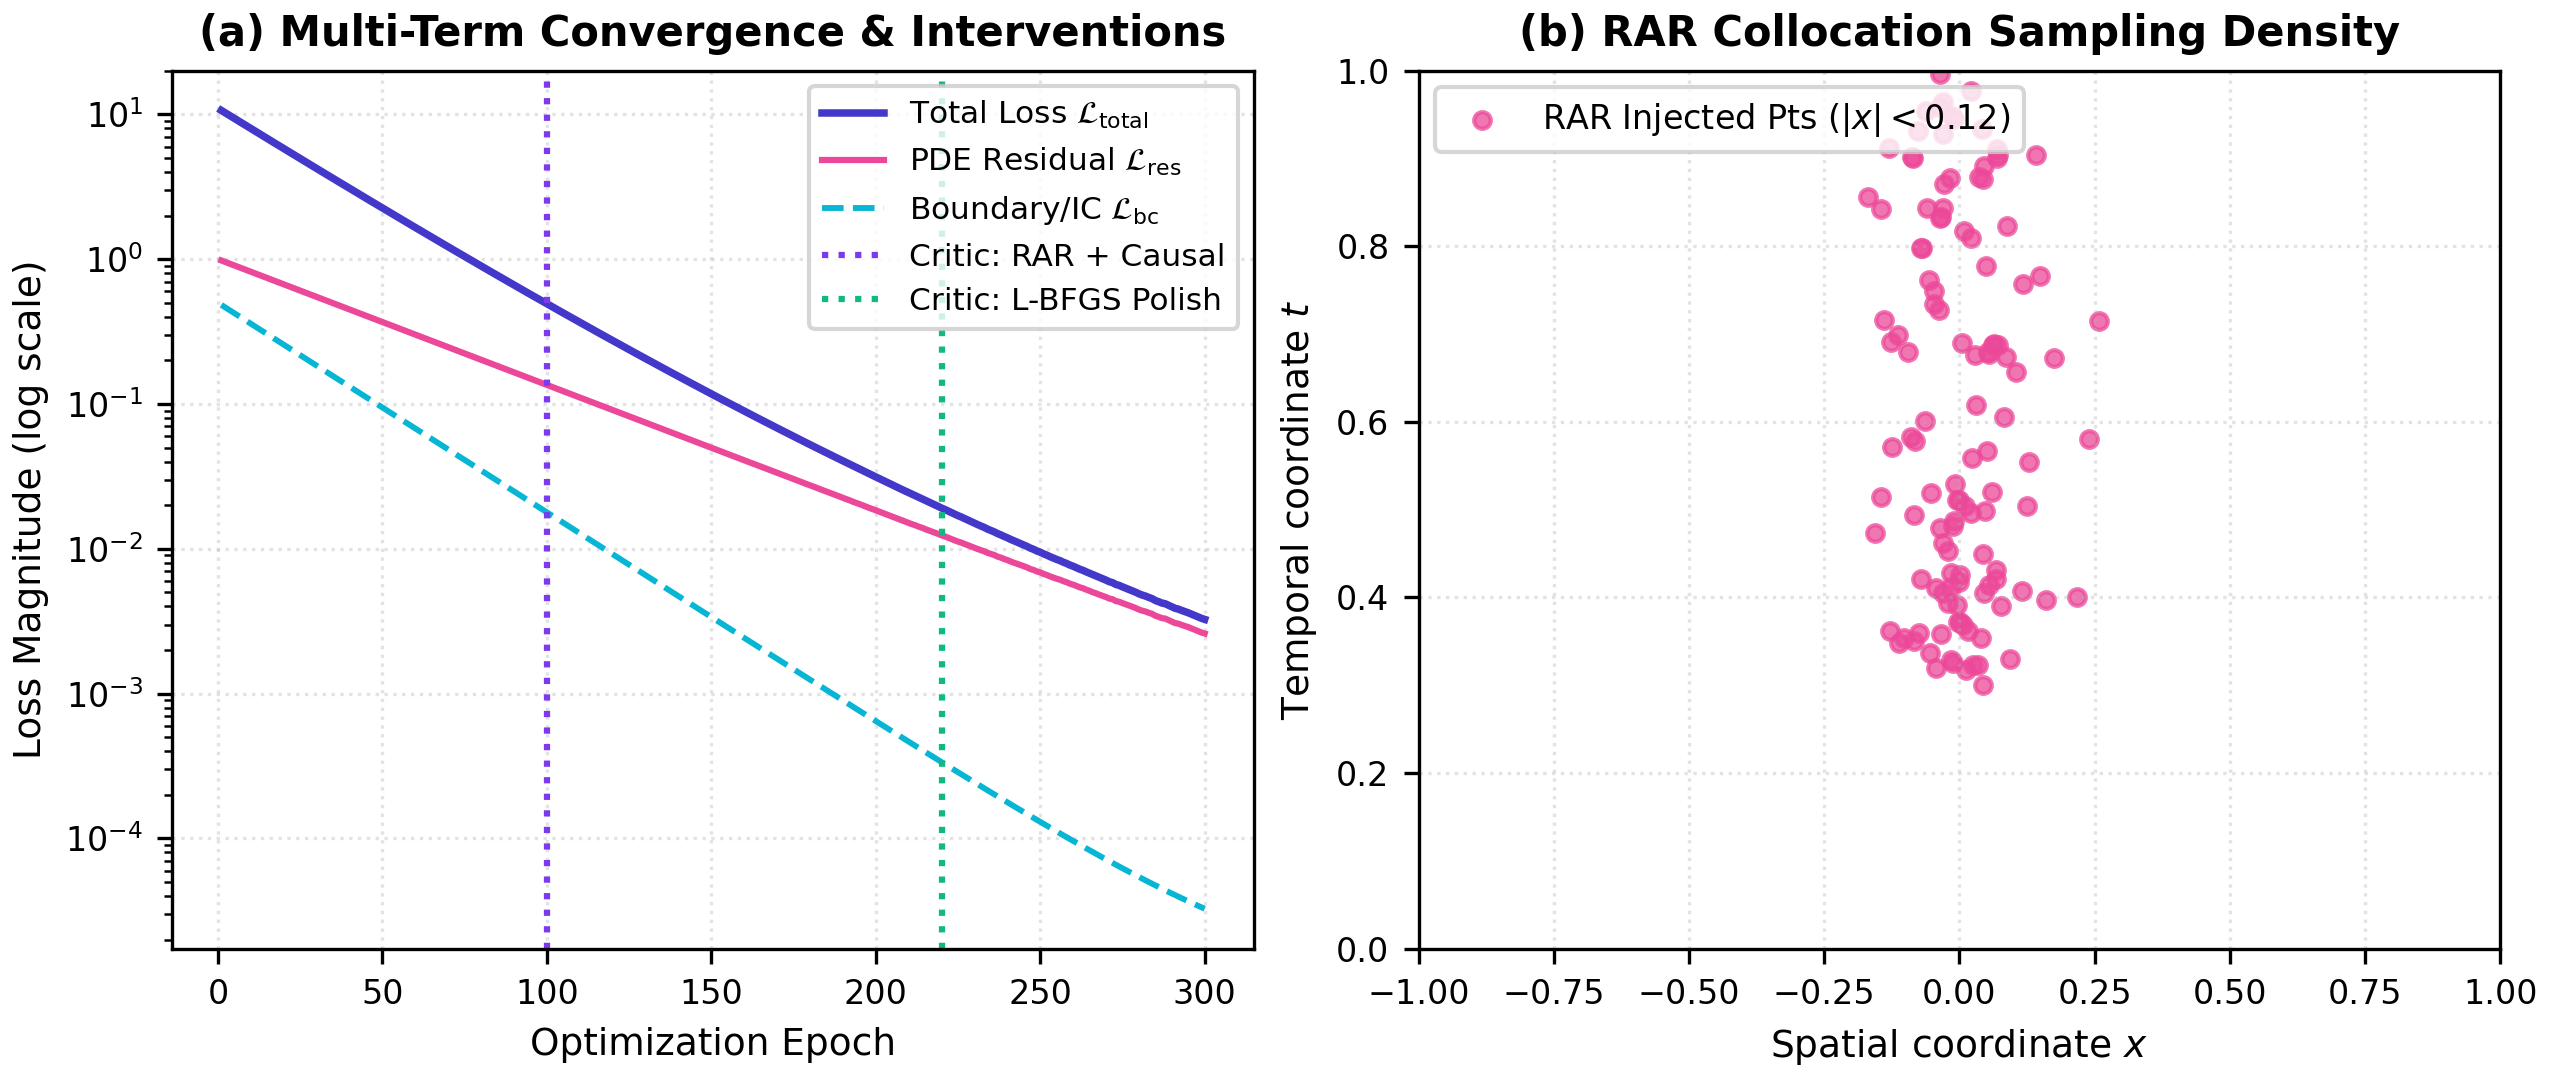 (a) Multi-Term Convergence & Interventions
Loss Magnitude (log scale)
10¹
10⁰
10⁻¹
10⁻²
10⁻³
10⁻⁴
Total Loss ℒ_total
PDE Residual ℒ_res
Boundary/IC ℒ_bc
Critic: RAR + Causal
Critic: L-BFGS Polish
0 50 100 150 200 250 300
Optimization Epoch
(b) RAR Collocation Sampling Density
Temporal coordinate t
1.0
0.8
0.6
0.4
0.2
0.0
RAR Injected Pts (|x| < 0.12)
−1.00 −0.75 −0.50 −0.25 0.00 0.25 0.50 0.75 1.00
Spatial coordinate x